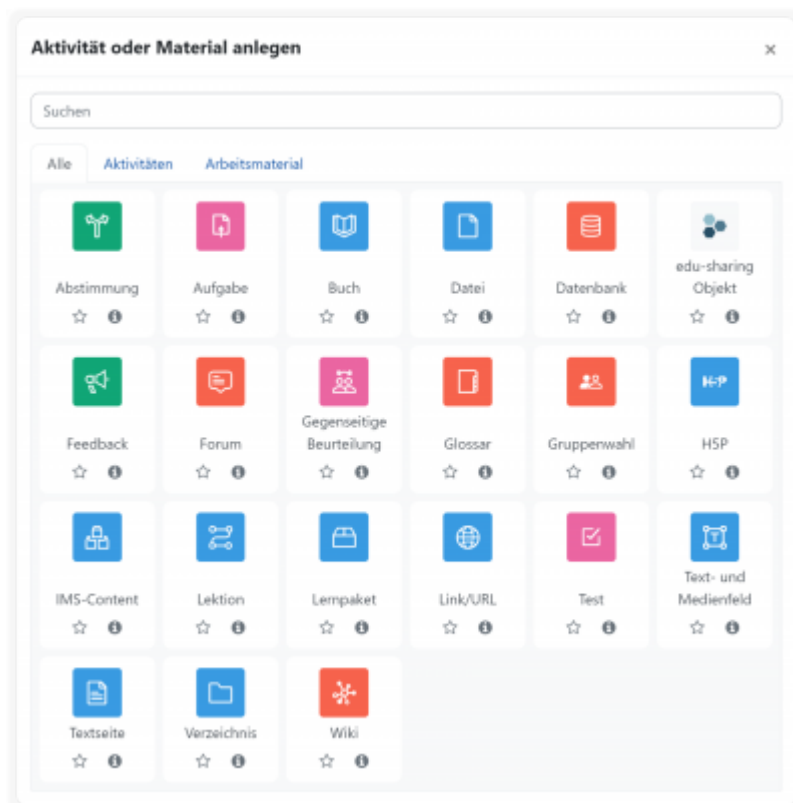 Aktivität oder Material anlegen
Suchen
Alle Aktivitäten Arbeitsmaterial
Abstimmung Aufgabe Buch Datei Datenbank edu-sharing Objekt
H5P
Feedback Forum Gegenseitige Beurteilung Glossar Gruppenwahl H5P
IMS-Content Lektion Lernpaket Link/URL Test Text- und Medienfeld
Textseite Verzeichnis Wiki